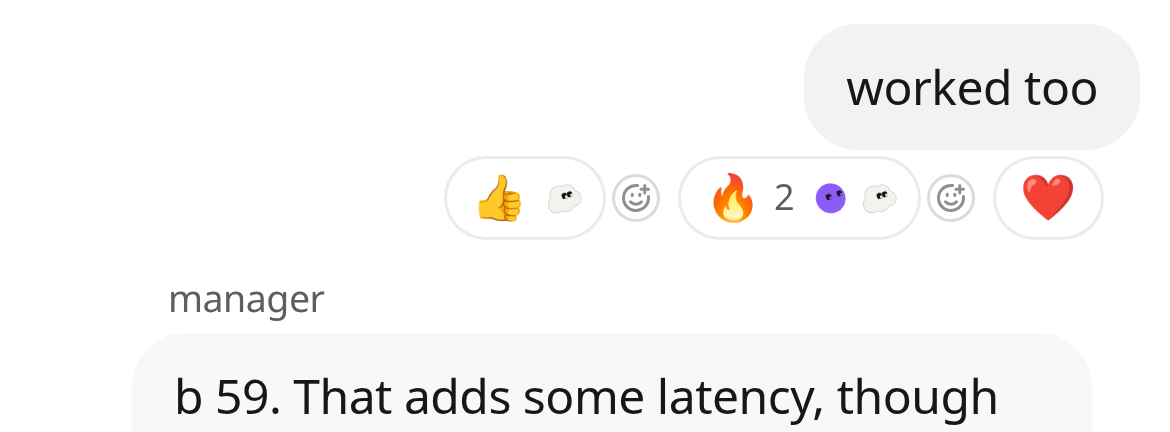 worked too
👍 🔥 2 ❤️
manager
b 59. That adds some latency, though